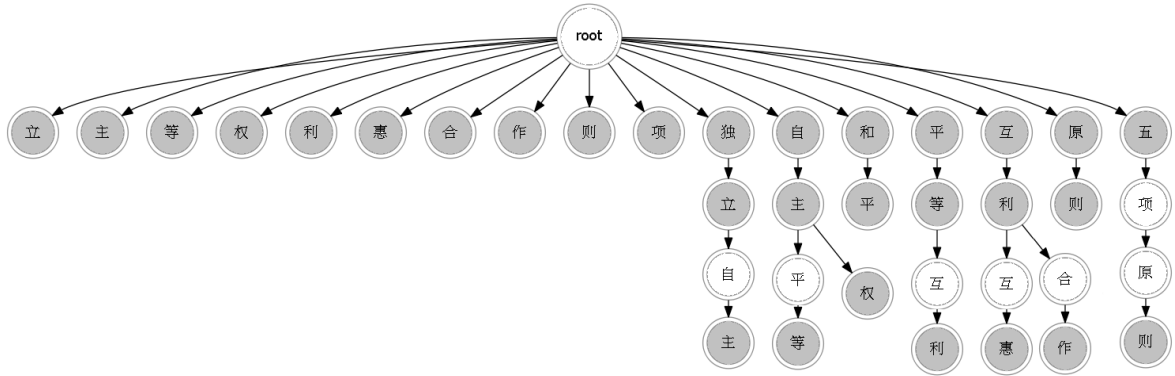 root
立 主 等 权 利 惠 合 作 则 项 独 自 和 平 互 原 五
立 主 平 等 利 则 项
自 平 权 互 互 合 原
主 等 利 惠 作 则